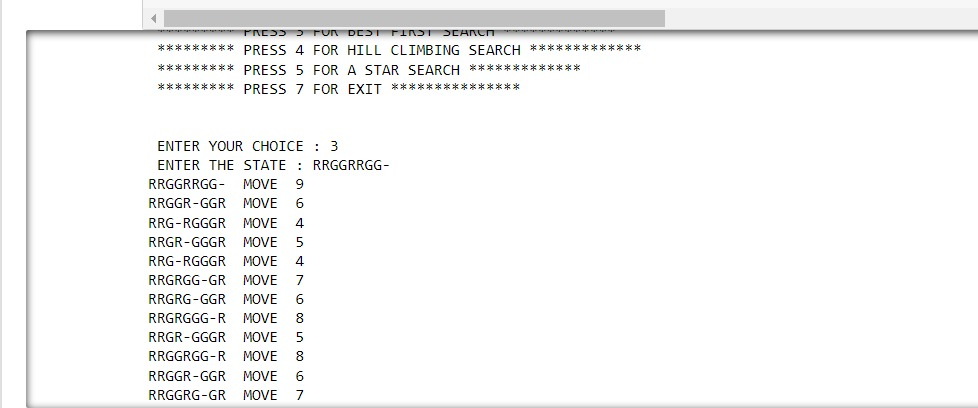 ********* PRESS 3 FOR BEST FIRST SEARCH *************
********* PRESS 4 FOR HILL CLIMBING SEARCH *************
********* PRESS 5 FOR A STAR SEARCH *************
********* PRESS 7 FOR EXIT ***************
ENTER YOUR CHOICE : 3
ENTER THE STATE : RRGGRRGG-
RRGGRRGG-  MOVE  9
RRGGR-GGR  MOVE  6
RRG-RGGGR  MOVE  4
RRGR-GGGR  MOVE  5
RRG-RGGGR  MOVE  4
RRGRGG-GR  MOVE  7
RRGRG-GGR  MOVE  6
RRGRGGG-R  MOVE  8
RRGR-GGGR  MOVE  5
RRGGRGG-R  MOVE  8
RRGGR-GGR  MOVE  6
RRGGRG-GR  MOVE  7